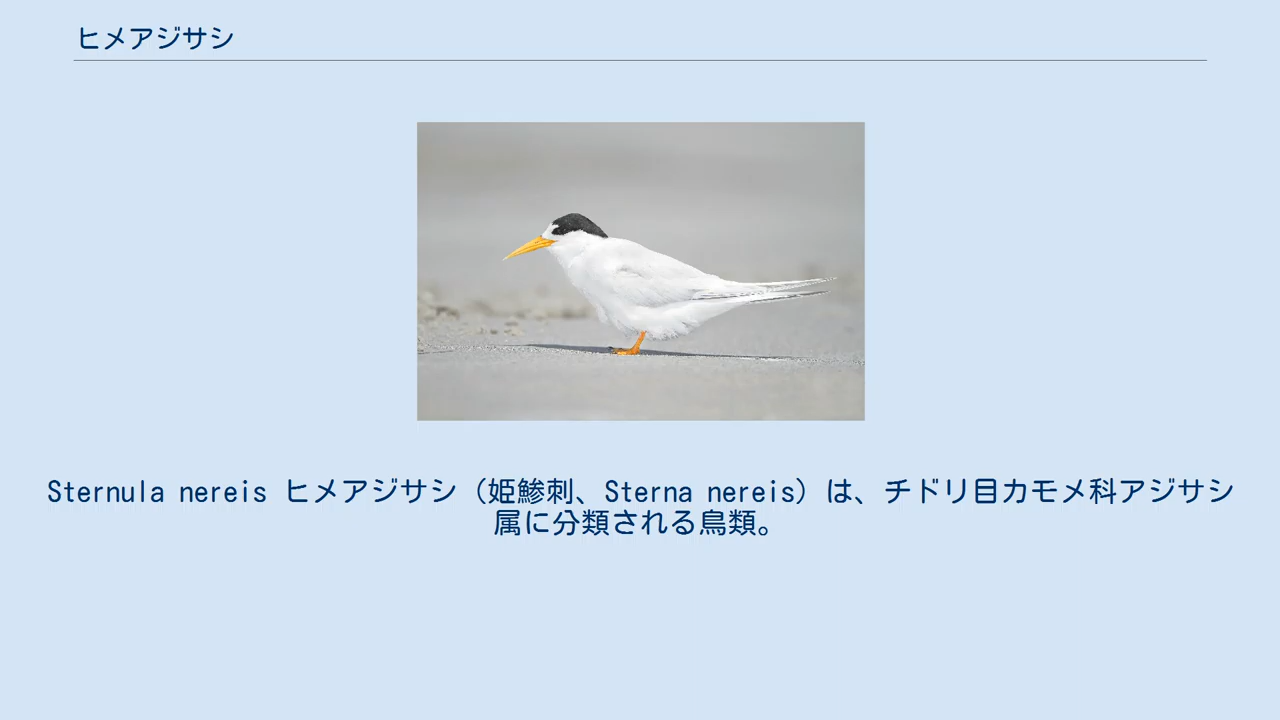 ヒメアジサシ
Sternula nereis ヒメアジサシ（姫鯵刺、Sterna nereis）は、チドリ目カモメ科アジサシ
属に分類される鳥類。